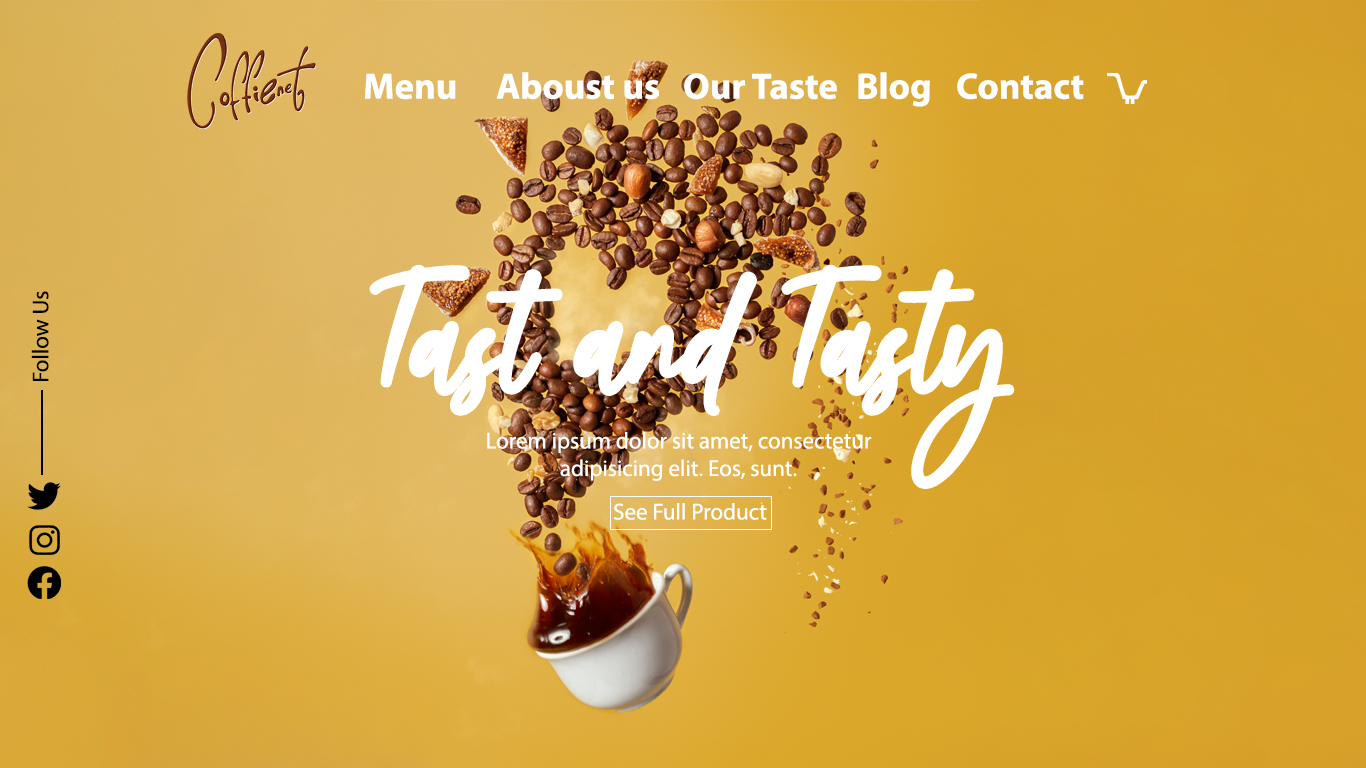 Coffienet
Menu Aboust us Our Taste Blog Contact
Tast and Tasty
Lorem ipsum dolor sit amet, consectetur
adipisicing elit. Eos, sunt.
See Full Product
Follow Us